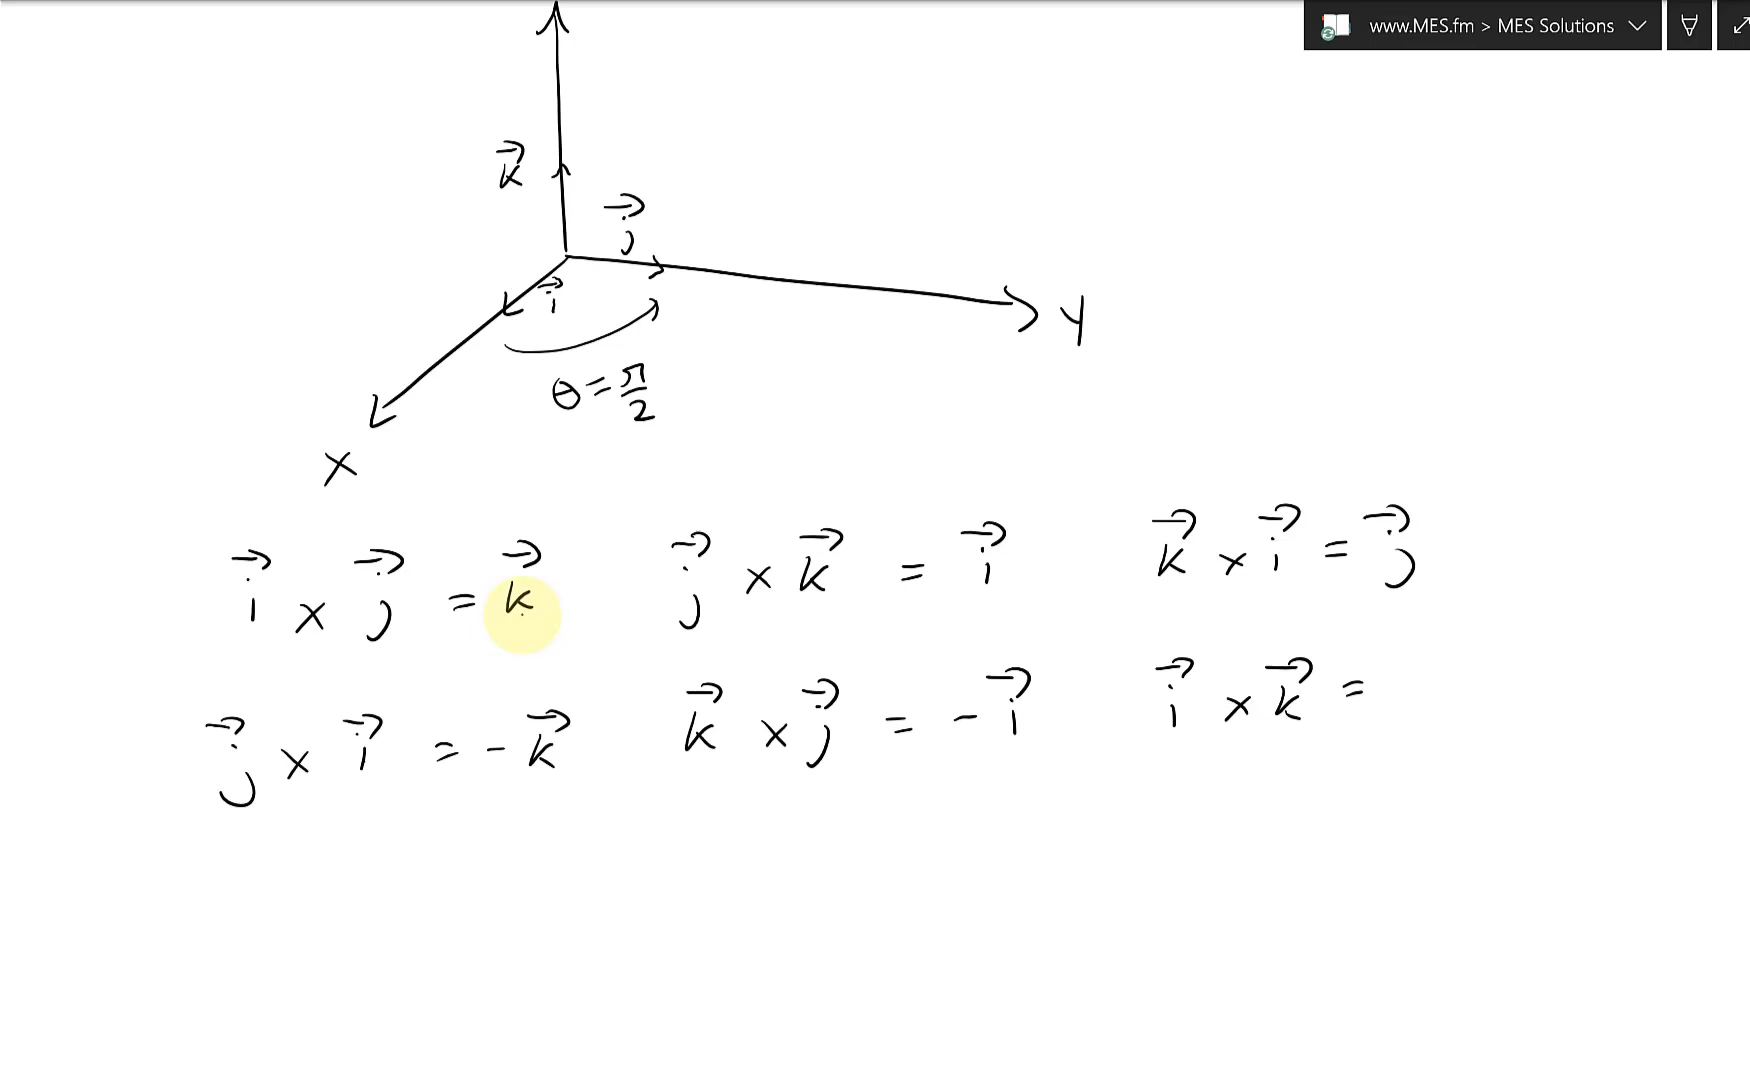 www.MES.fm > MES Solutions
k⃗
j⃗
i⃗
y
θ = π/2
x
i⃗ × j⃗ = k⃗    j⃗ × k⃗ = i⃗    k⃗ × i⃗ = j⃗
j⃗ × i⃗ = -k⃗    k⃗ × j⃗ = -i⃗    i⃗ × k⃗ =